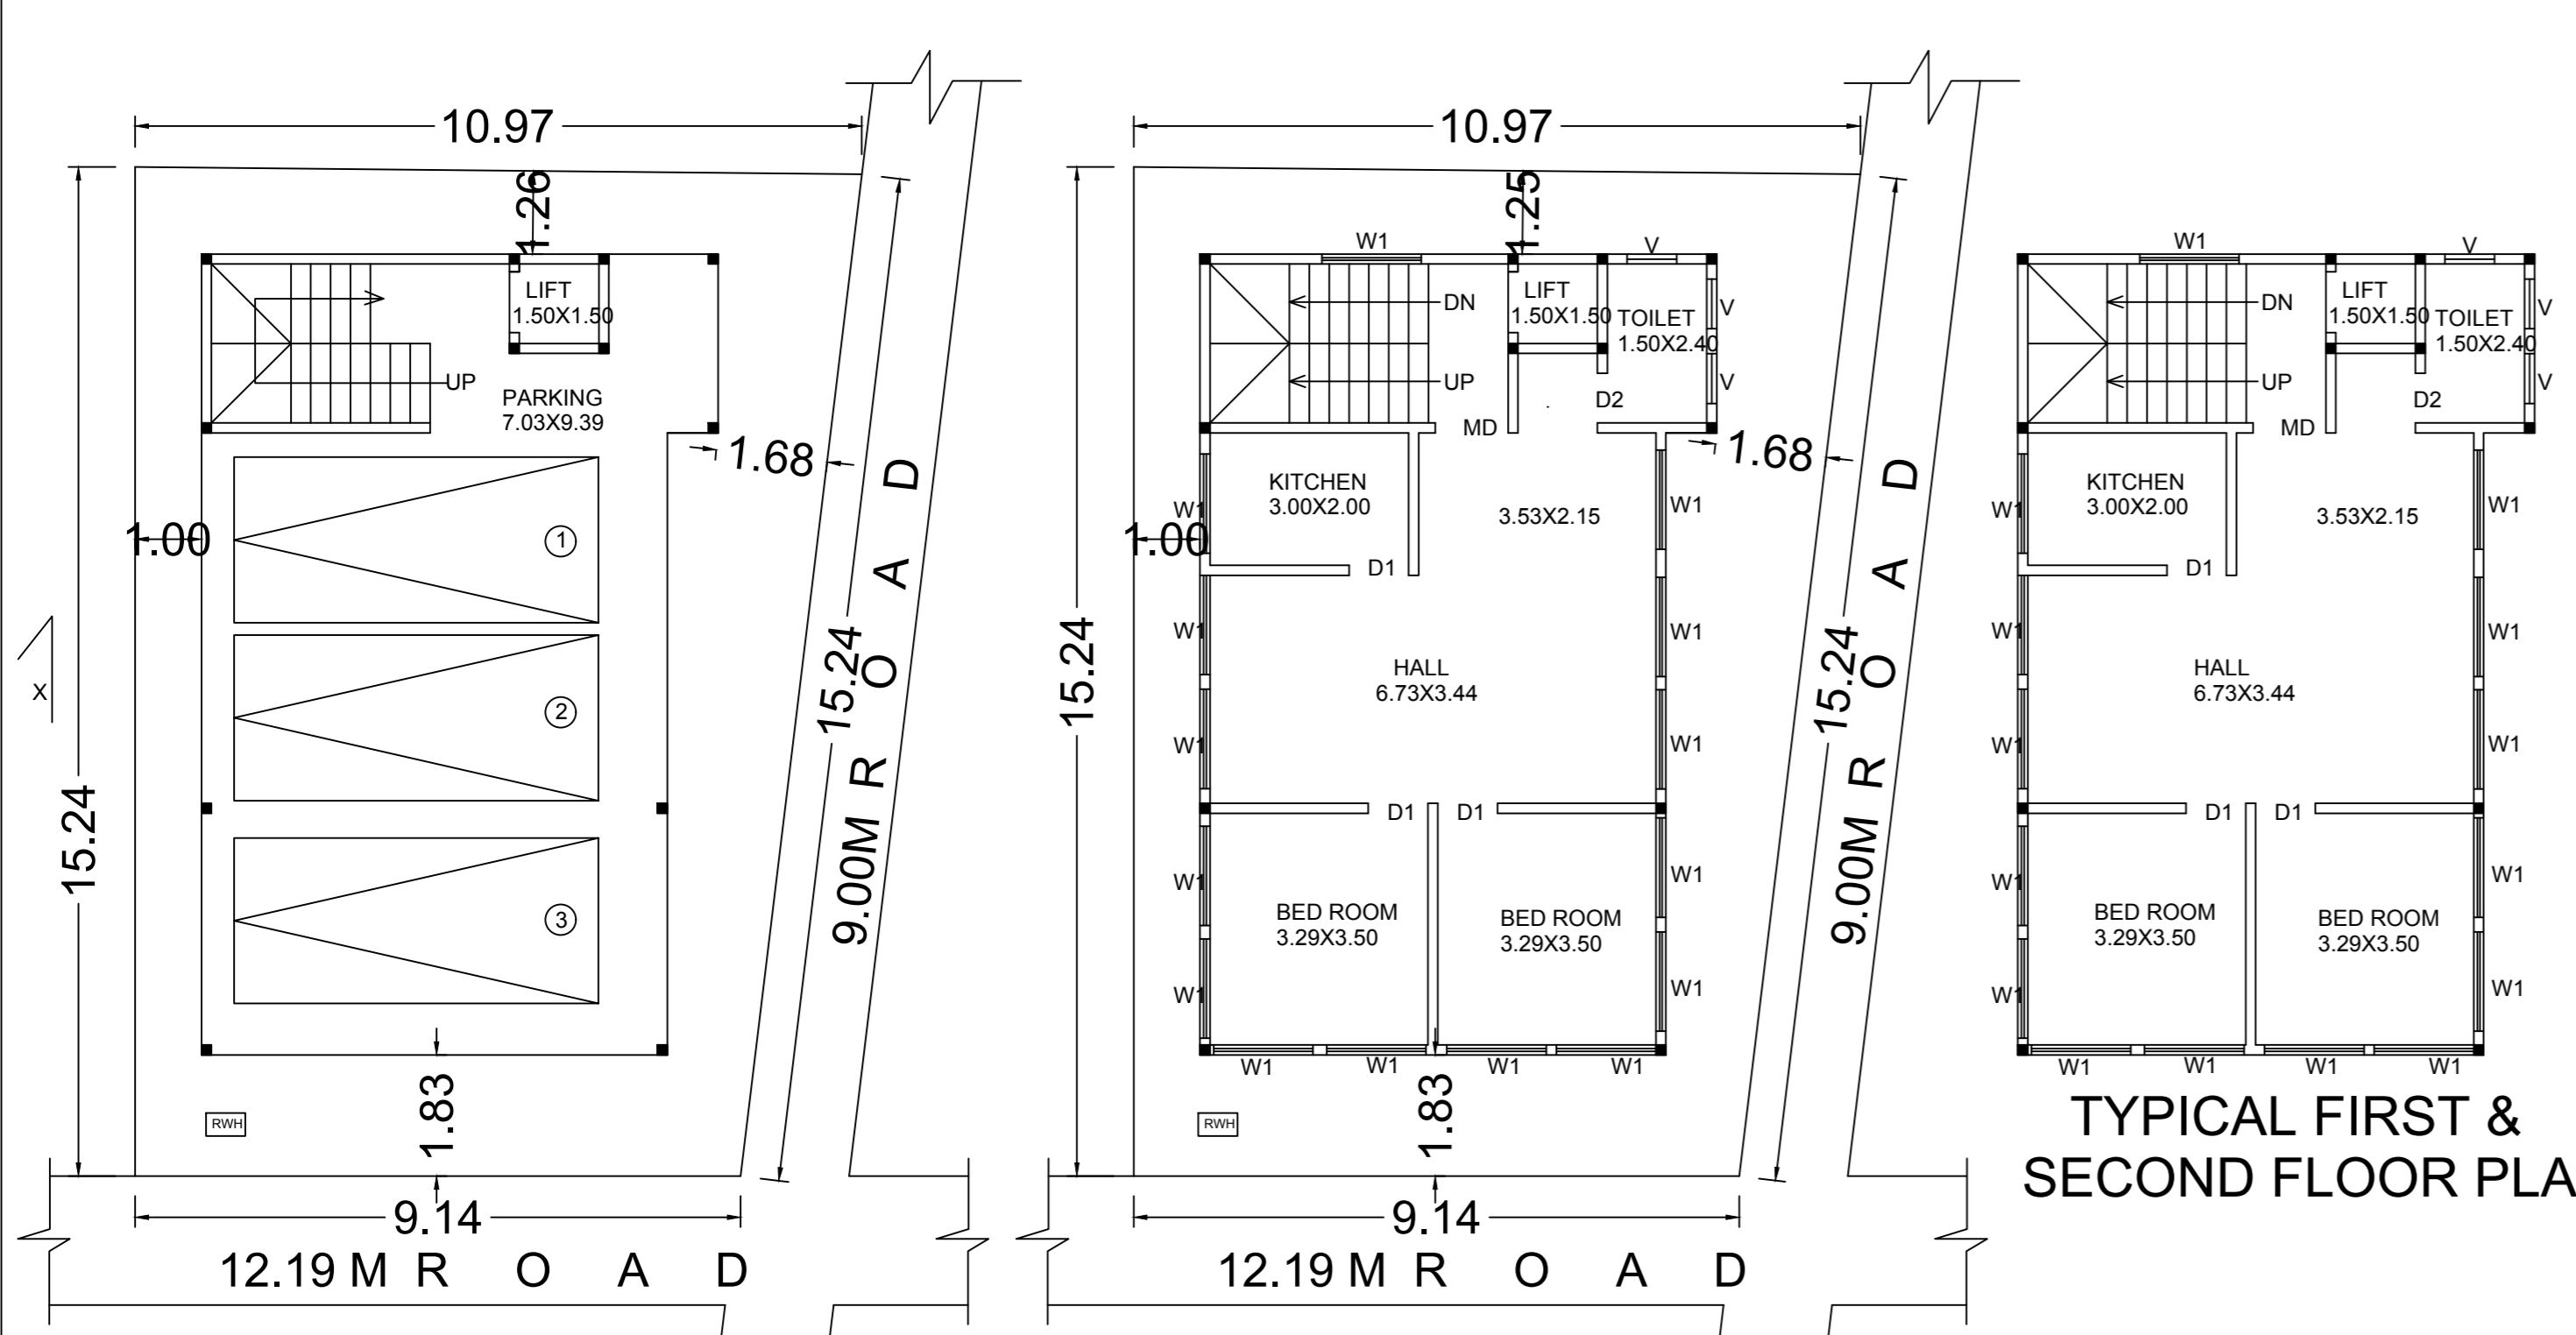 10.97
1.26
LIFT
1.50X1.50
UP
PARKING
7.03X9.39
1.68
1.00
1
2
3
X
15.24
15.24
9.00M R O A D
1.83
RWH
9.14
12.19 M R O A D
10.97
1.25
W1
V
DN
LIFT
1.50X1.50
TOILET
1.50X2.40
V
UP
V
D2
MD
1.68
KITCHEN
3.00X2.00
W1
3.53X2.15
W1
1.00
D1
W1
W1
HALL
6.73X3.44
W1
W1
15.24
15.24
9.00M R O A D
D1
D1
W1
W1
BED ROOM
3.29X3.50
BED ROOM
3.29X3.50
W1
W1
W1
W1
W1
W1
1.83
RWH
9.14
12.19 M R O A D
W1
V
DN
LIFT
1.50X1.50
TOILET
1.50X2.40
V
UP
V
D2
MD
KITCHEN
3.00X2.00
W1
3.53X2.15
W1
D1
W1
W1
HALL
6.73X3.44
W1
W1
D1
D1
W1
W1
BED ROOM
3.29X3.50
BED ROOM
3.29X3.50
W1
W1
W1
W1
W1
W1
TYPICAL FIRST &
SECOND FLOOR PLA